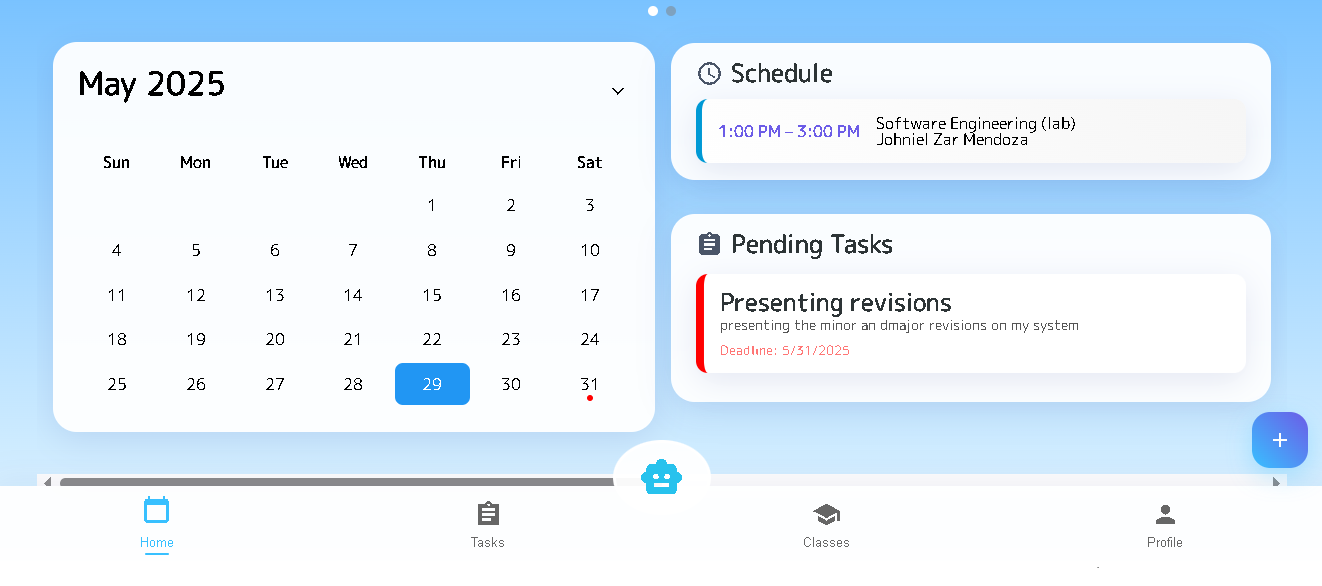 May 2025
Sun Mon Tue Wed Thu Fri Sat
1 2 3
4 5 6 7 8 9 10
11 12 13 14 15 16 17
18 19 20 21 22 23 24
25 26 27 28 29 30 31
Schedule
1:00 PM – 3:00 PM
Software Engineering (lab)
Johniel Zar Mendoza
Pending Tasks
Presenting revisions
presenting the minor an dmajor revisions on my system
Deadline: 5/31/2025
+
Home
Tasks
Classes
Profile